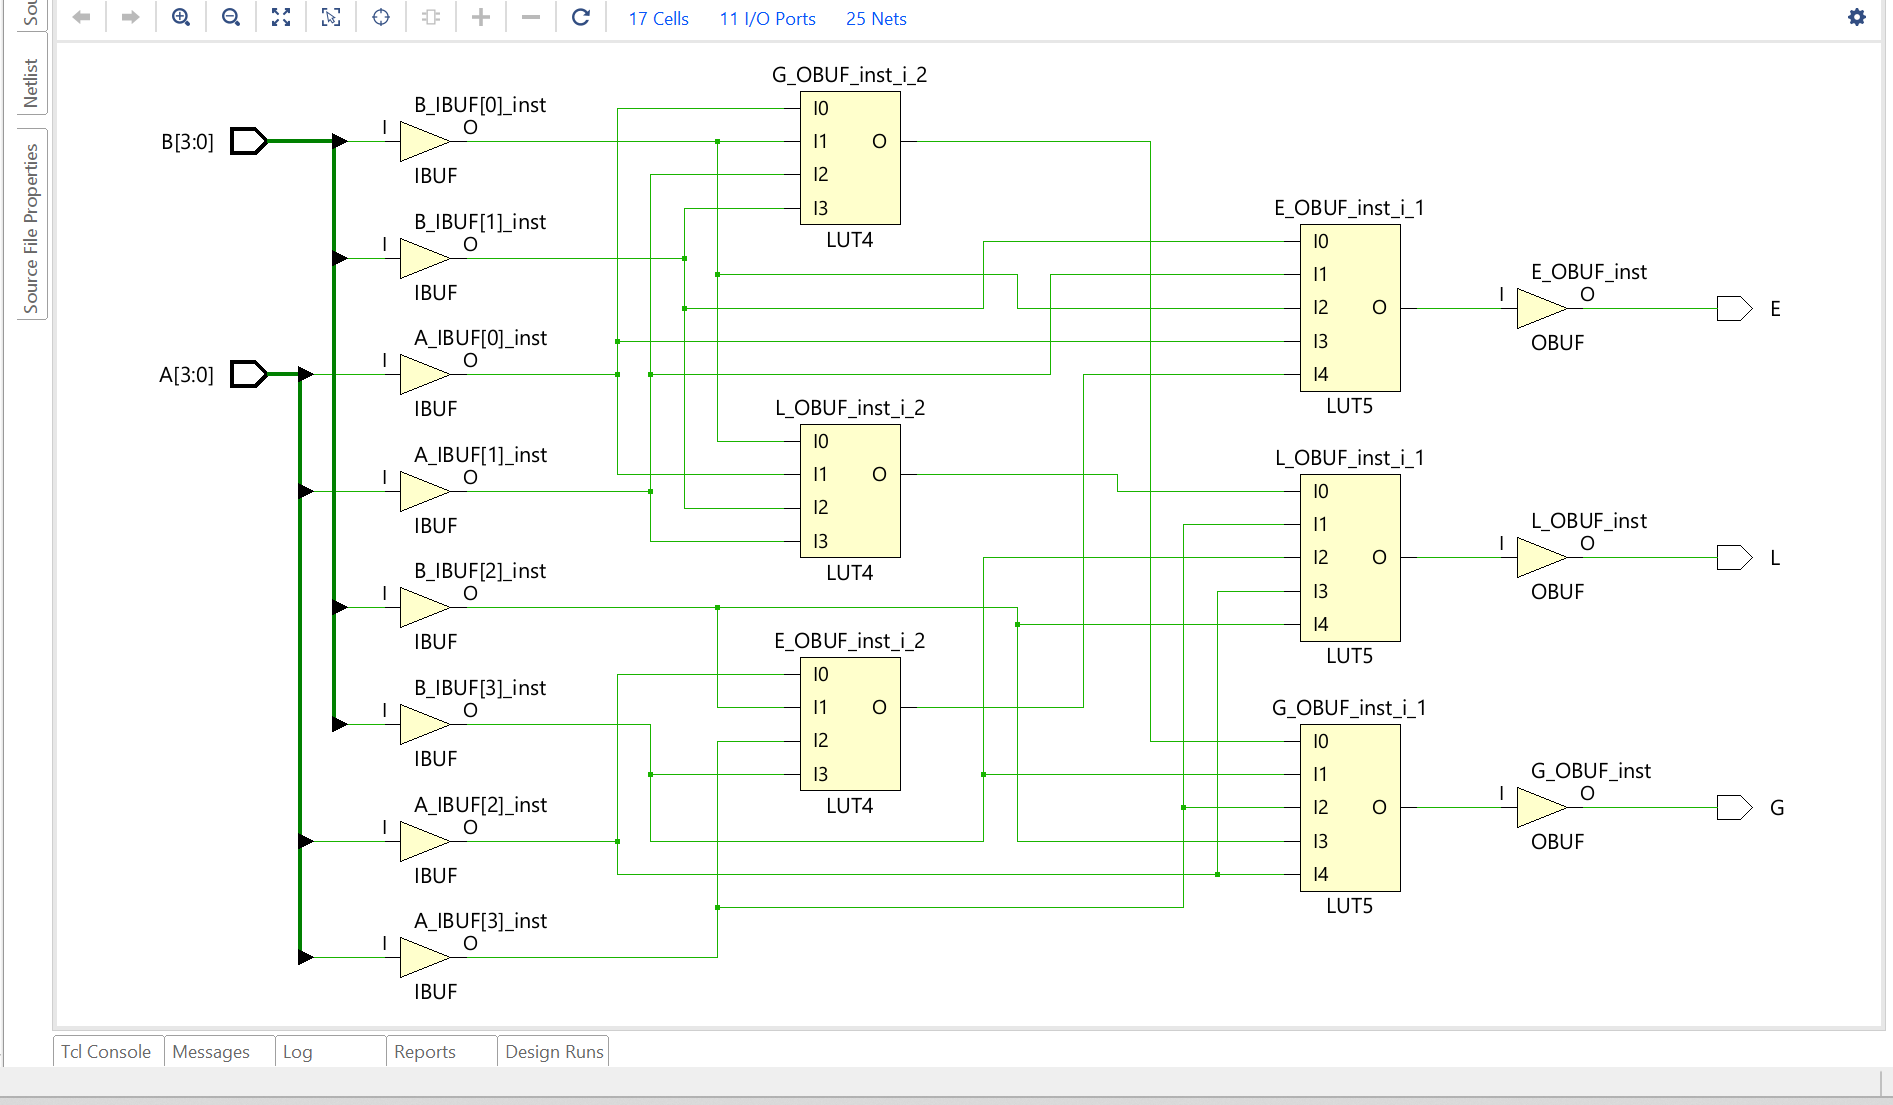 Sou
Netlist
Source File Properties
17 Cells
11 I/O Ports
25 Nets
B[3:0]
A[3:0]
B_IBUF[0]_inst
I
O
IBUF
B_IBUF[1]_inst
I
O
IBUF
A_IBUF[0]_inst
I
O
IBUF
A_IBUF[1]_inst
I
O
IBUF
B_IBUF[2]_inst
I
O
IBUF
B_IBUF[3]_inst
I
O
IBUF
A_IBUF[2]_inst
I
O
IBUF
A_IBUF[3]_inst
I
O
IBUF
G_OBUF_inst_i_2
I0
I1
O
I2
I3
LUT4
L_OBUF_inst_i_2
I0
I1
O
I2
I3
LUT4
E_OBUF_inst_i_2
I0
I1
O
I2
I3
LUT4
E_OBUF_inst_i_1
I0
I1
I2
O
I3
I4
LUT5
L_OBUF_inst_i_1
I0
I1
I2
O
I3
I4
LUT5
G_OBUF_inst_i_1
I0
I1
I2
O
I3
I4
LUT5
E_OBUF_inst
I
O
OBUF
E
L_OBUF_inst
I
O
OBUF
L
G_OBUF_inst
I
O
OBUF
G
Tcl Console
Messages
Log
Reports
Design Runs